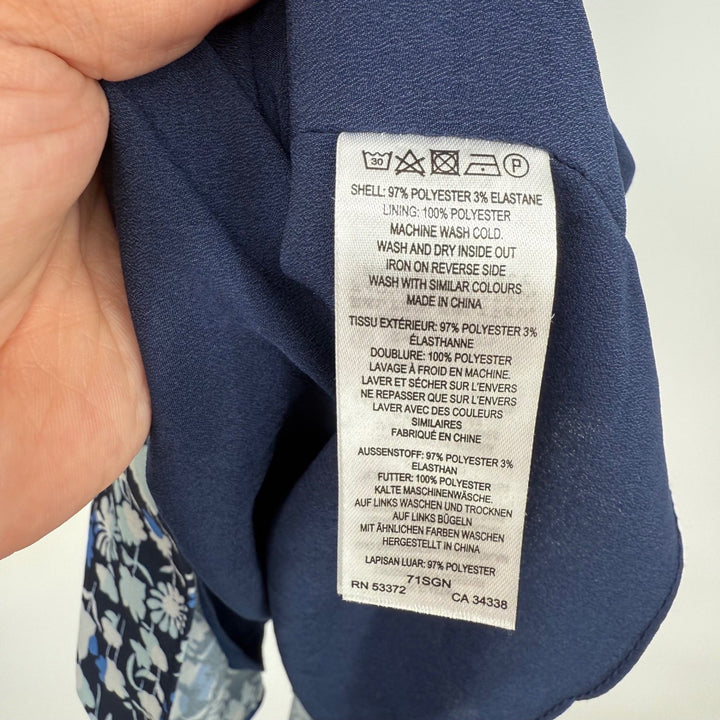 30 P
SHELL: 97% POLYESTER 3% ELASTANE
LINING: 100% POLYESTER
MACHINE WASH COLD.
WASH AND DRY INSIDE OUT
IRON ON REVERSE SIDE
WASH WITH SIMILAR COLOURS
MADE IN CHINA
TISSU EXTÉRIEUR: 97% POLYESTER 3%
ÉLASTHANNE
DOUBLURE: 100% POLYESTER
LAVAGE À FROID EN MACHINE.
LAVER ET SÉCHER SUR L'ENVERS
NE REPASSER QUE SUR L'ENVERS
LAVER AVEC DES COULEURS
SIMILAIRES
FABRIQUÉ EN CHINE
AUSSENSTOFF: 97% POLYESTER 3%
ELASTHAN
FUTTER: 100% POLYESTER
KALTE MASCHINENWÄSCHE.
AUF LINKS WASCHEN UND TROCKNEN
AUF LINKS BÜGELN
MIT ÄHNLICHEN FARBEN WASCHEN
HERGESTELLT IN CHINA
LAPISAN LUAR: 97% POLYESTER
71SGN
RN 53372 CA 34338